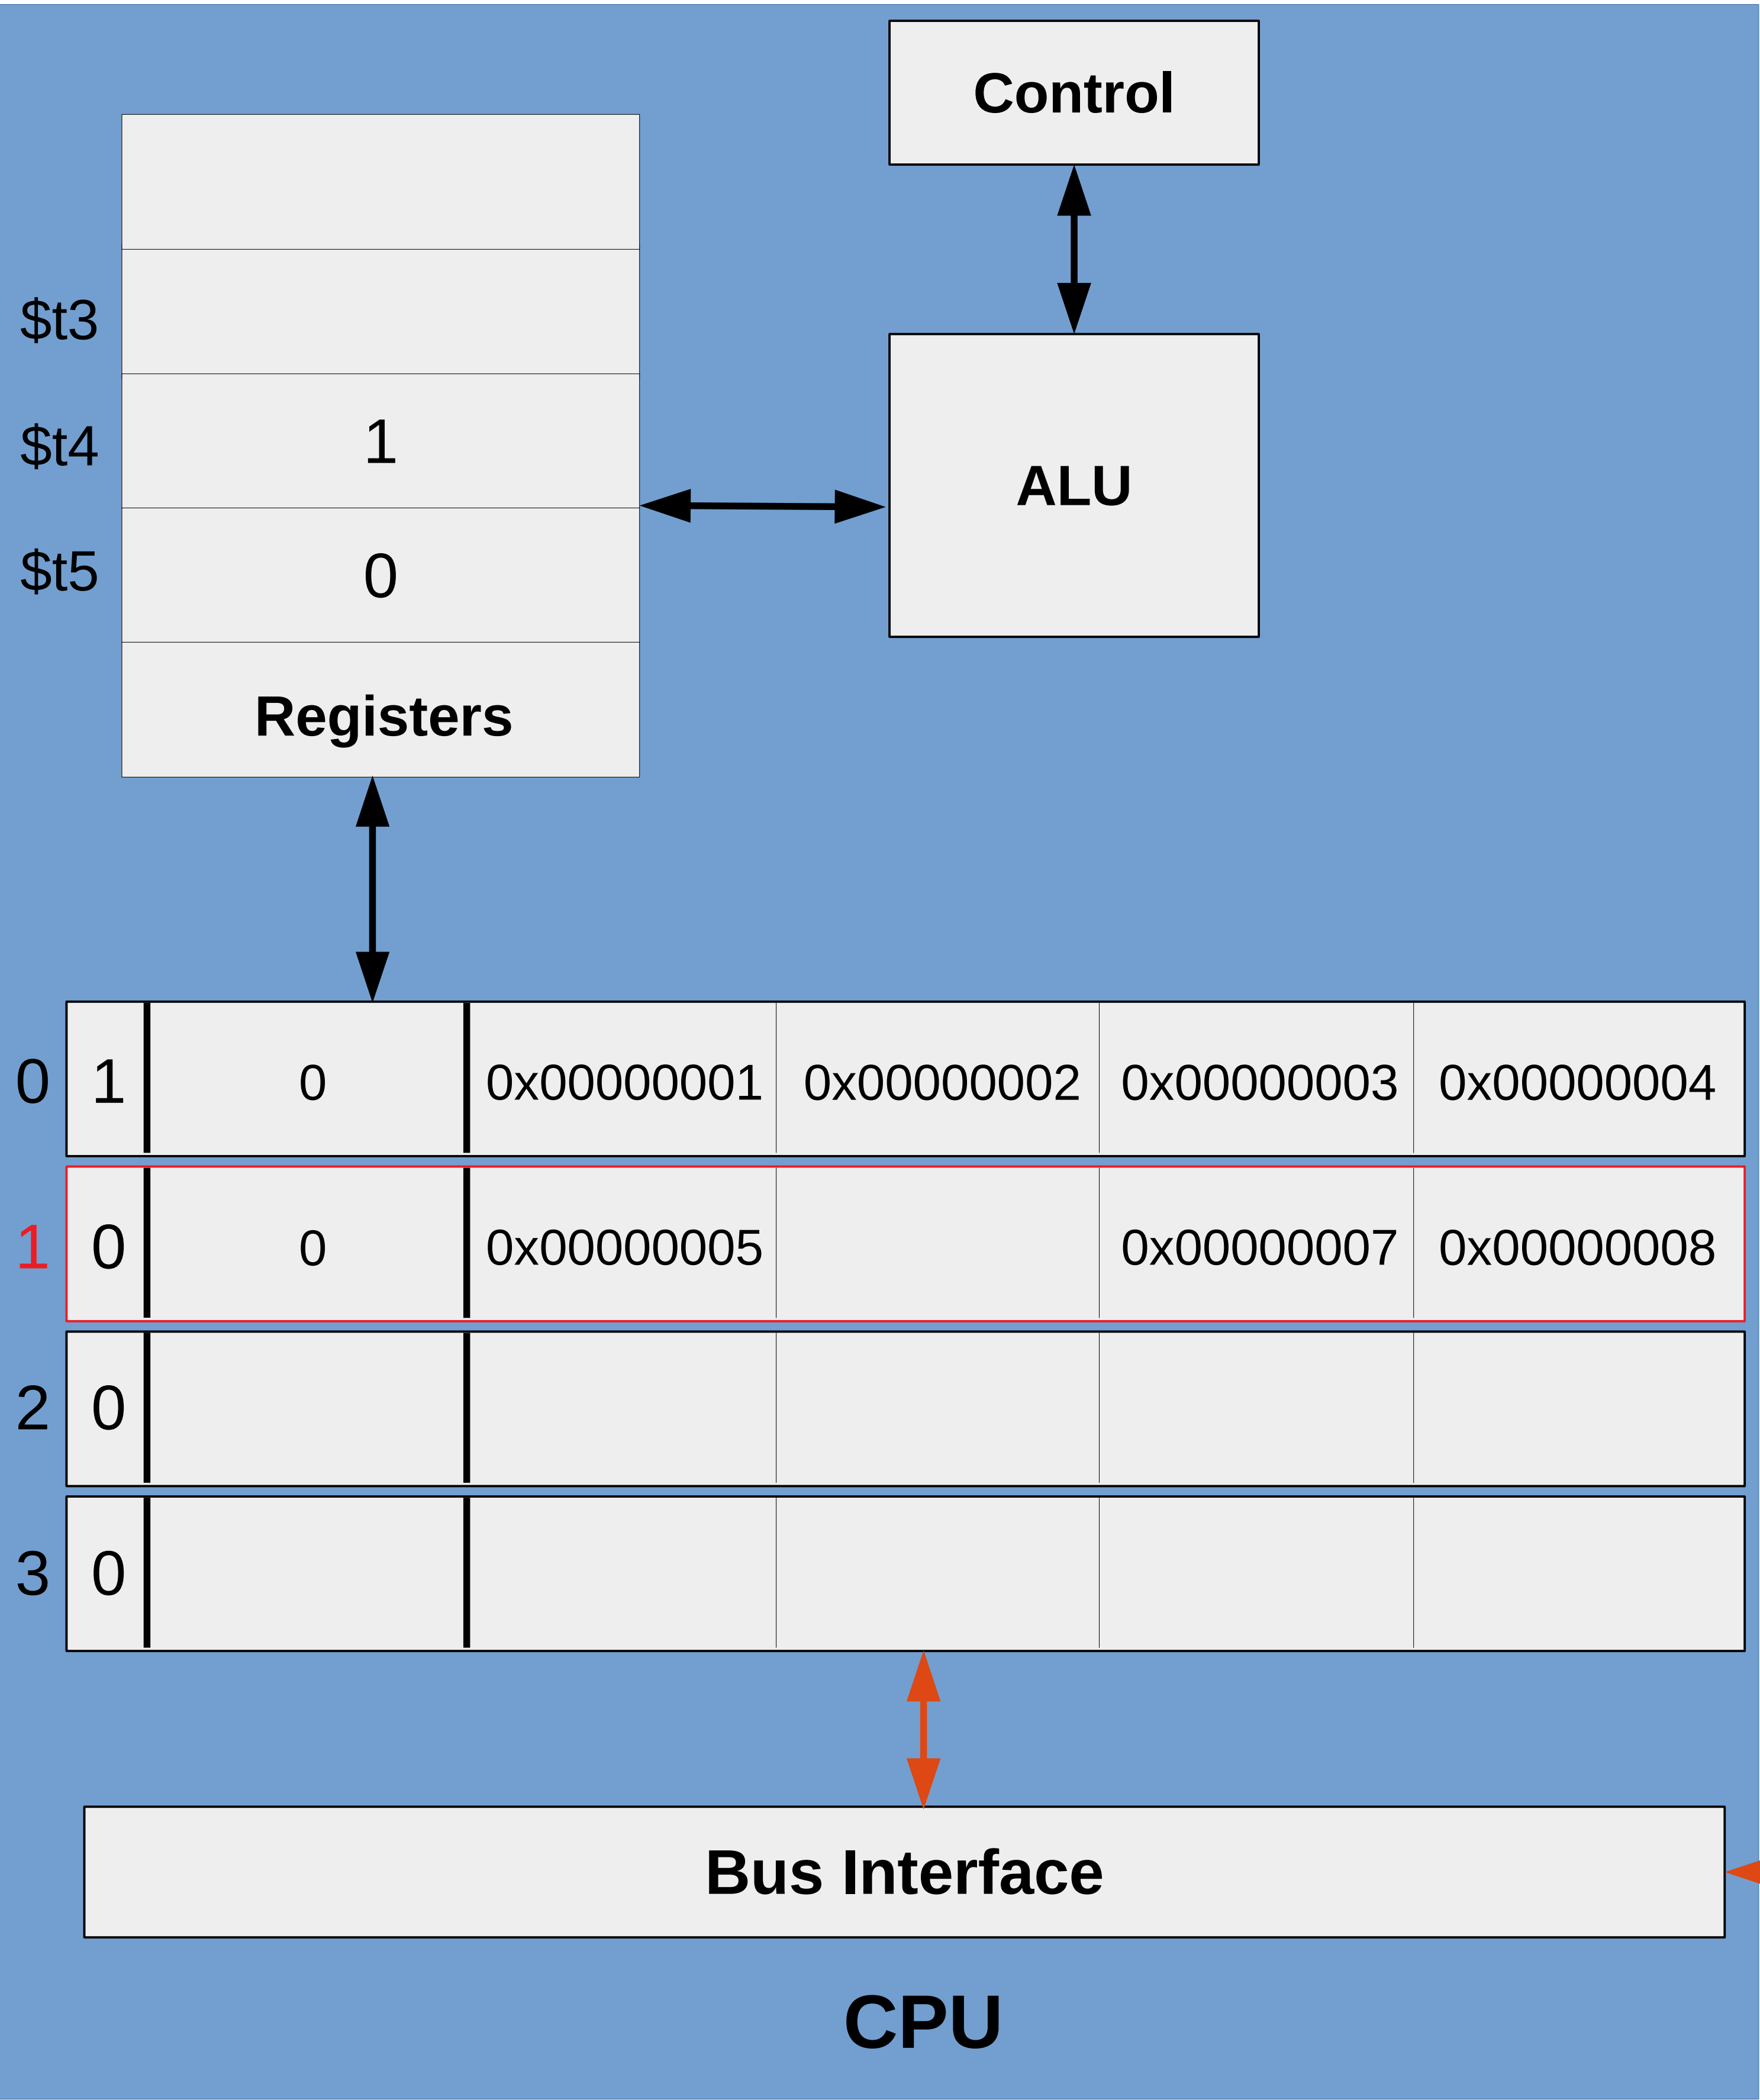 Control
$t3
$t4 1
ALU
$t5 0
Registers
0 1 0 0x00000001 0x00000002 0x00000003 0x00000004
1 0 0 0x00000005 0x00000007 0x00000008
2 0
3 0
Bus Interface
CPU